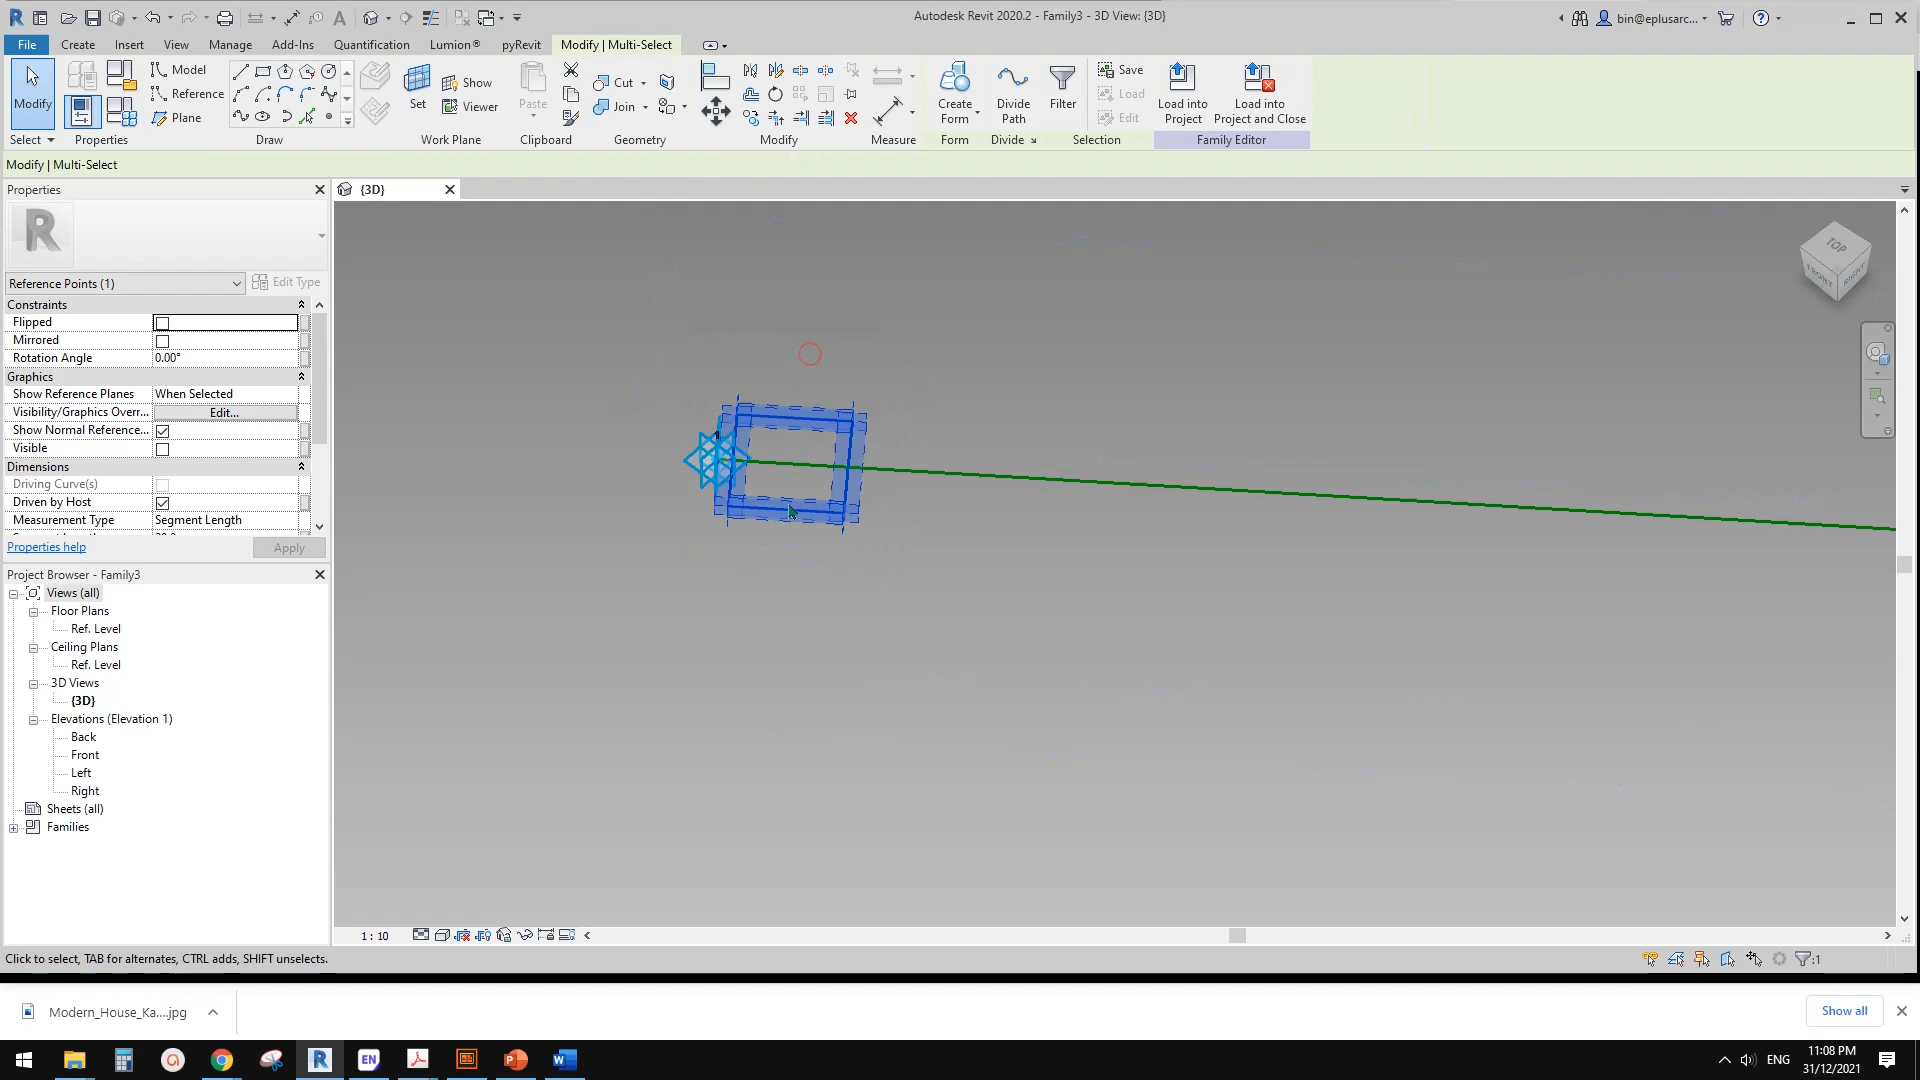 Autodesk Revit 2020.2 - Family3 - 3D View: {3D}
bin@eplusarc...
File
Create
Insert
View
Manage
Add-Ins
Quantification
Lumion®
pyRevit
Modify | Multi-Select
Modify
Select
Properties
Model
Reference
Plane
Draw
Set
Show
Viewer
Work Plane
Paste
Clipboard
Cut
Join
Geometry
Modify
Measure
Create Form
Form
Divide Path
Divide
Filter
Selection
Save
Load
Edit
Load into Project
Load into Project and Close
Family Editor
Modify | Multi-Select
Properties
{3D}
R
Reference Points (1)
Edit Type
Constraints
Flipped
Mirrored
Rotation Angle 0.00°
Graphics
Show Reference Planes When Selected
Visibility/Graphics Overr... Edit...
Show Normal Reference...
Visible
Dimensions
Driving Curve(s)
Driven by Host
Measurement Type Segment Length
Properties help
Apply
Project Browser - Family3
Views (all)
Floor Plans
Ref. Level
Ceiling Plans
Ref. Level
3D Views
{3D}
Elevations (Elevation 1)
Back
Front
Left
Right
Sheets (all)
Families
TOP
FRONT
RIGHT
1 : 10
Click to select, TAB for alternates, CTRL adds, SHIFT unselects.
:1
Modern_House_Ka....jpg
Show all
EN
ENG
11:08 PM
31/12/2021